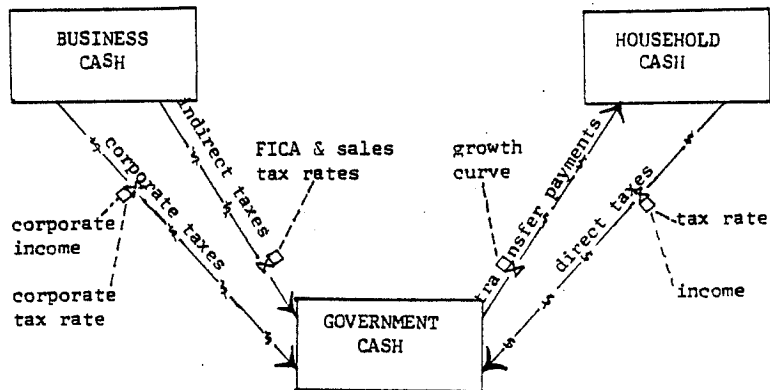 BUSINESS
CASH
HOUSEHOLD
CASH
indirect taxes
corporate taxes
FICA & sales
tax rates
growth
curve
transfer payments
direct taxes
corporate
income
tax rate
corporate
tax rate
income
GOVERNMENT
CASH